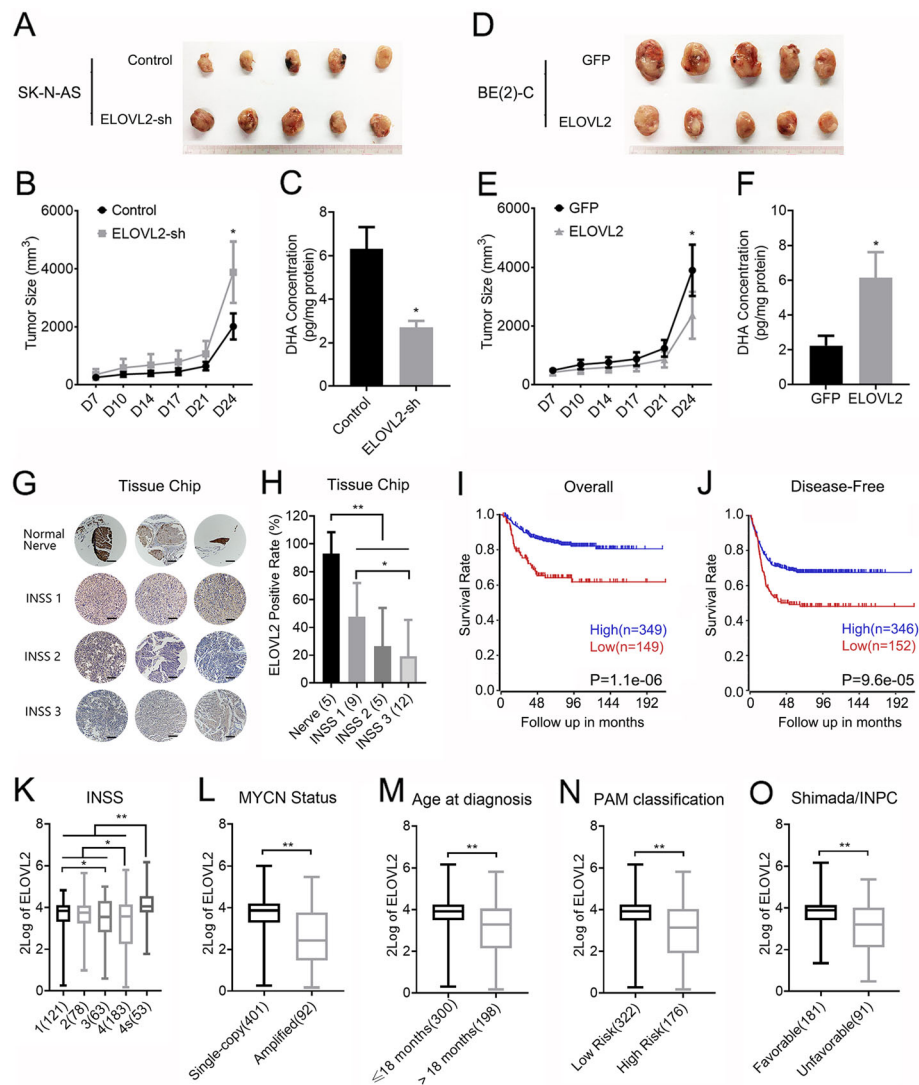 A
Control
SK-N-AS
ELOVL2-sh
D
GFP
BE(2)-C
ELOVL2
B
Tumor Size (mm³)
6000
4000
2000
0
Control
ELOVL2-sh
*
D7 D10 D14 D17 D21 D24
C
DHA Concentration
(pg/mg protein)
8
6
4
2
0
*
Control ELOVL2-sh
E
Tumor Size (mm³)
6000
4000
2000
0
GFP
ELOVL2
*
D7 D10 D14 D17 D21 D24
F
DHA Concentration
(pg/mg protein)
10
8
6
4
2
0
*
GFP ELOVL2
G
Tissue Chip
Normal
Nerve
INSS 1
INSS 2
INSS 3
H
Tissue Chip
ELOVL2 Positive Rate (%)
120
100
80
60
40
20
0
**
*
Nerve (5) INSS 1 (9) INSS 2 (5) INSS 3 (12)
I
Overall
Survival Rate
1.0
0.8
0.6
0.4
0.2
0.0
High(n=349)
Low(n=149)
P=1.1e-06
48 96 144 192
Follow up in months
J
Disease-Free
Survival Rate
1.0
0.8
0.6
0.4
0.2
0.0
High(n=346)
Low(n=152)
P=9.6e-05
48 96 144 192
Follow up in months
K
INSS
2Log of ELOVL2
8
6
4
2
0
**
*
*
1(121) 2(78) 3(63) 4(183) 4s(53)
L
MYCN Status
2Log of ELOVL2
8
6
4
2
0
**
Single-copy(401) Amplified(92)
M
Age at diagnosis
2Log of ELOVL2
8
6
4
2
0
**
≤18 months(300) > 18 months(198)
N
PAM classification
2Log of ELOVL2
8
6
4
2
0
**
Low Risk(322) High Risk(176)
O
Shimada/INPC
2Log of ELOVL2
8
6
4
2
0
**
Favorable(181) Unfavorable(91)